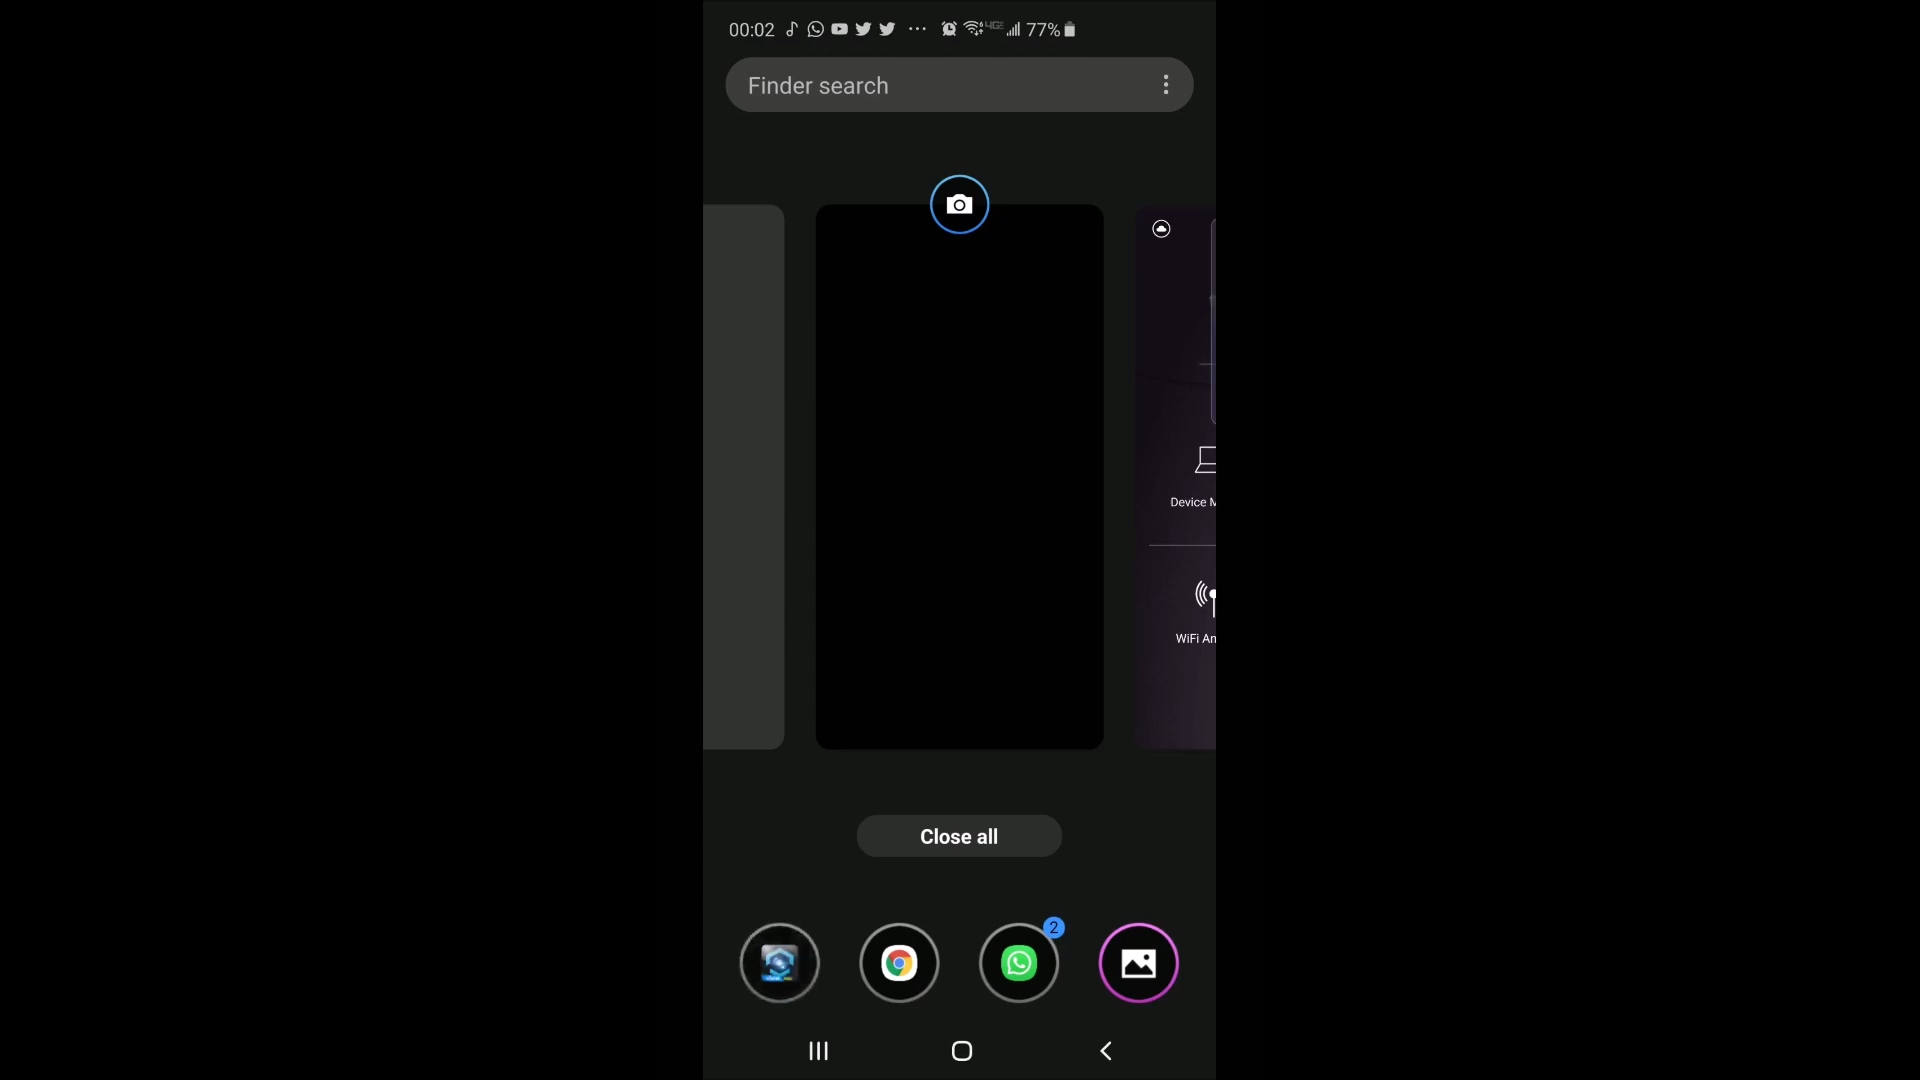 00:02 77%
Finder search
Device M
WiFi An
Close all
2